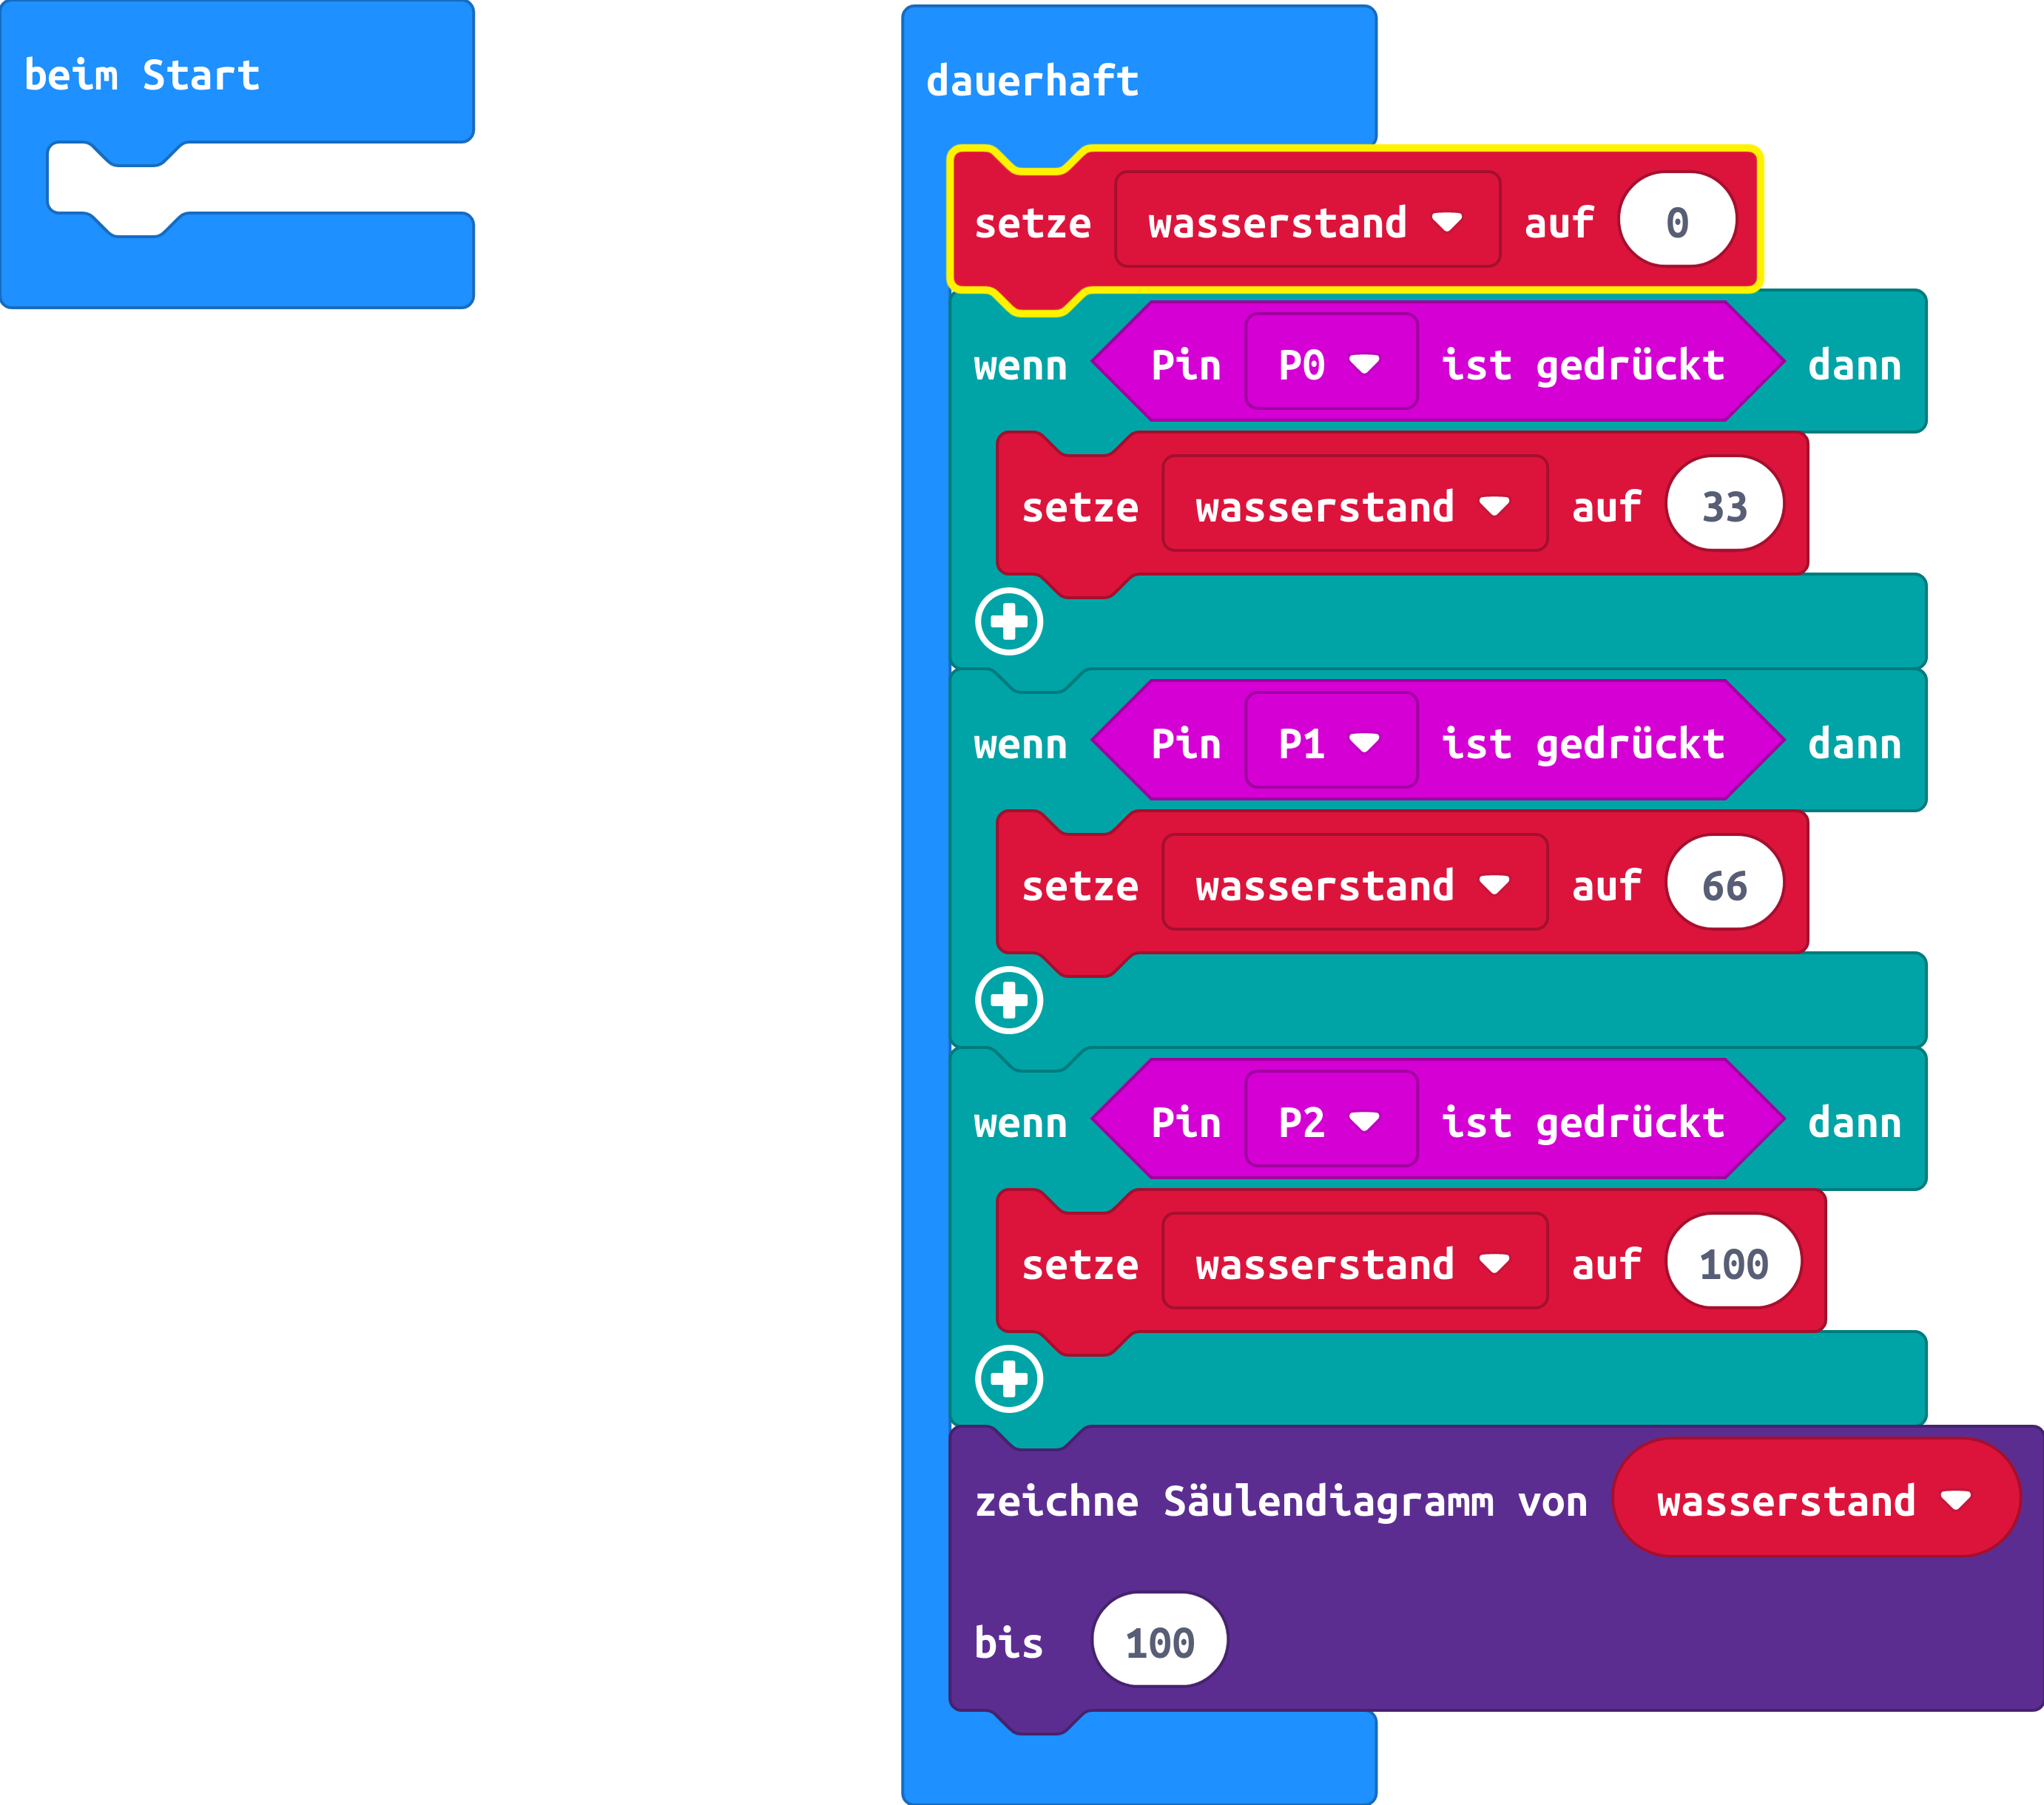 beim Start
dauerhaft
setze wasserstand auf 0
wenn Pin P0 ist gedrückt dann
setze wasserstand auf 33
wenn Pin P1 ist gedrückt dann
setze wasserstand auf 66
wenn Pin P2 ist gedrückt dann
setze wasserstand auf 100
zeichne Säulendiagramm von wasserstand
bis 100